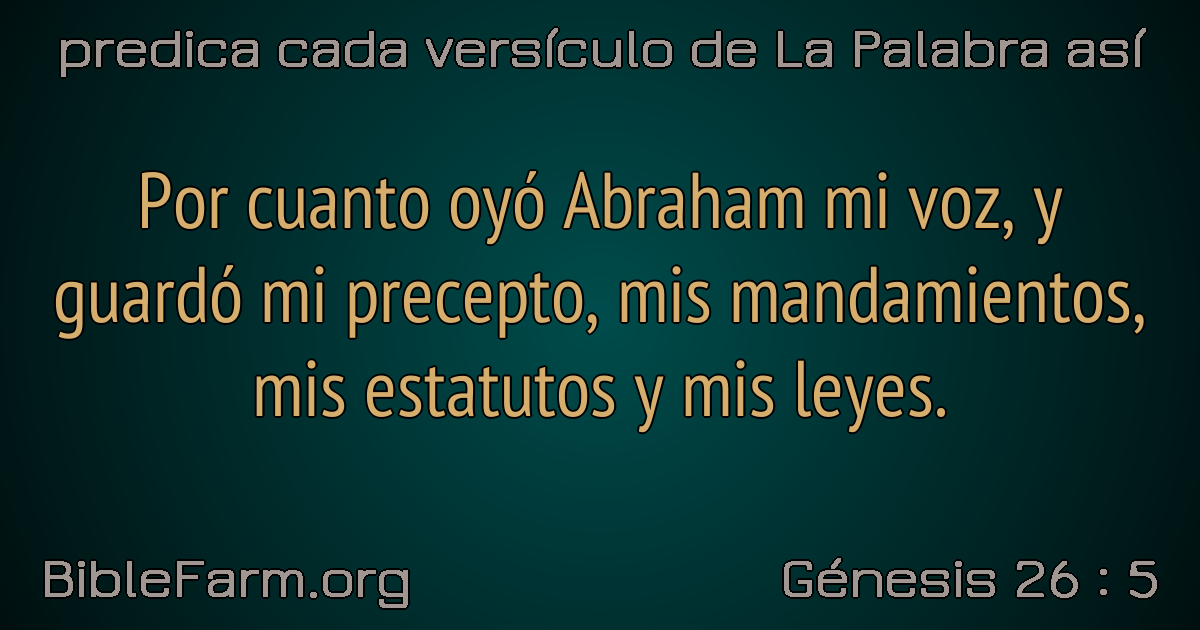 predica cada versículo de La Palabra así
Por cuanto oyó Abraham mi voz, y
guardó mi precepto, mis mandamientos,
mis estatutos y mis leyes.
BibleFarm.org
Génesis 26 : 5